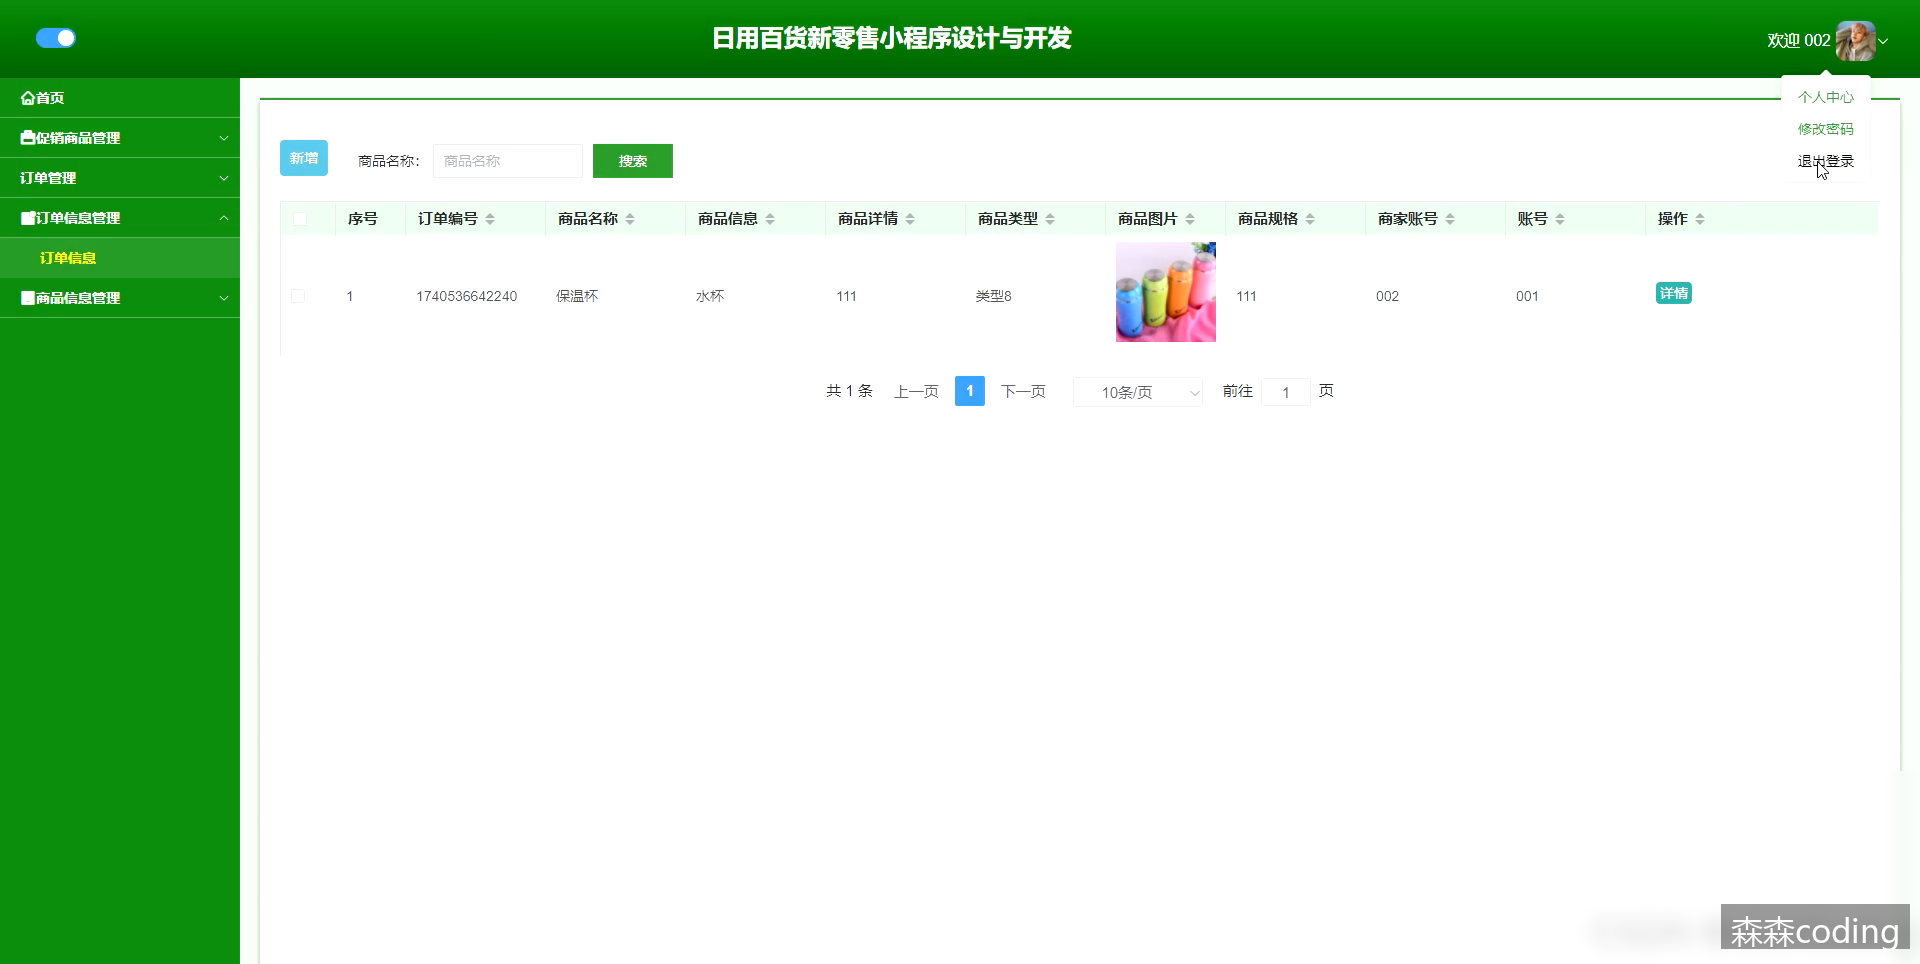 日用百货新零售小程序设计与开发
欢迎 002
个人中心
修改密码
退出登录
首页
促销商品管理
订单管理
订单信息管理
订单信息
商品信息管理
新增
商品名称：
商品名称
搜索
序号 订单编号 商品名称 商品信息 商品详情 商品类型 商品图片 商品规格 商家账号 账号 操作
1 1740536642240 保温杯 水杯 111 类型8 111 002 001 详情
共 1 条 上一页 1 下一页 10条/页 前往 1 页
森森coding